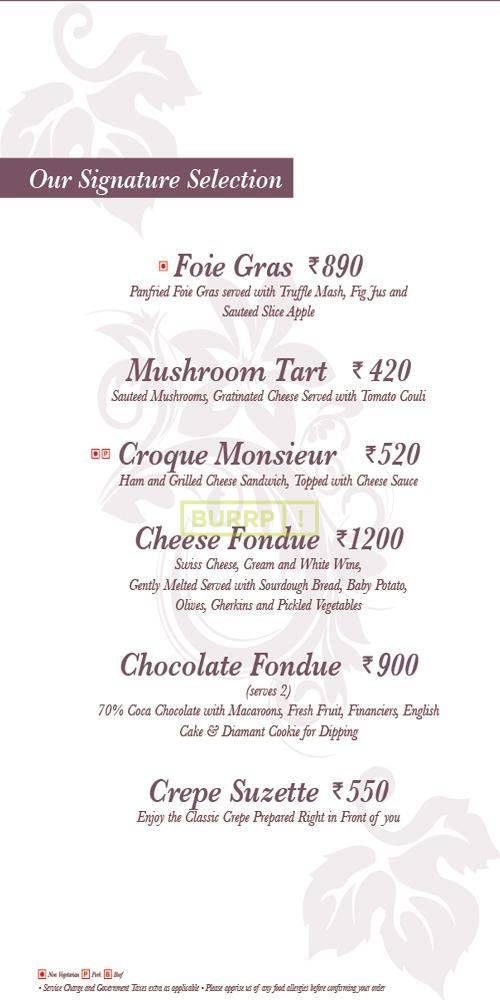 Our Signature Selection
Foie Gras ₹890
Panfried Foie Gras served with Truffle Mash, Fig Jus and
Sauteed Slice Apple
Mushroom Tart ₹ 420
Sauteed Mushrooms, Gratinated Cheese Served with Tomato Couli
P Croque Monsieur ₹520
Ham and Grilled Cheese Sandwich, Topped with Cheese Sauce
BURRP !
Cheese Fondue ₹1200
Swiss Cheese, Cream and White Wine,
Gently Melted Served with Sourdough Bread, Baby Potato,
Olives, Gherkins and Pickled Vegetables
Chocolate Fondue ₹ 900
(serves 2)
70% Coca Chocolate with Macaroons, Fresh Fruit, Financiers, English
Cake & Diamant Cookie for Dipping
Crepe Suzette ₹ 550
Enjoy the Classic Crepe Prepared Right in Front of you
Non Vegetarian P Pork B Beef
• Service Charge and Government Taxes extra as applicable • Please apprise us of any food allergies before confirming your order